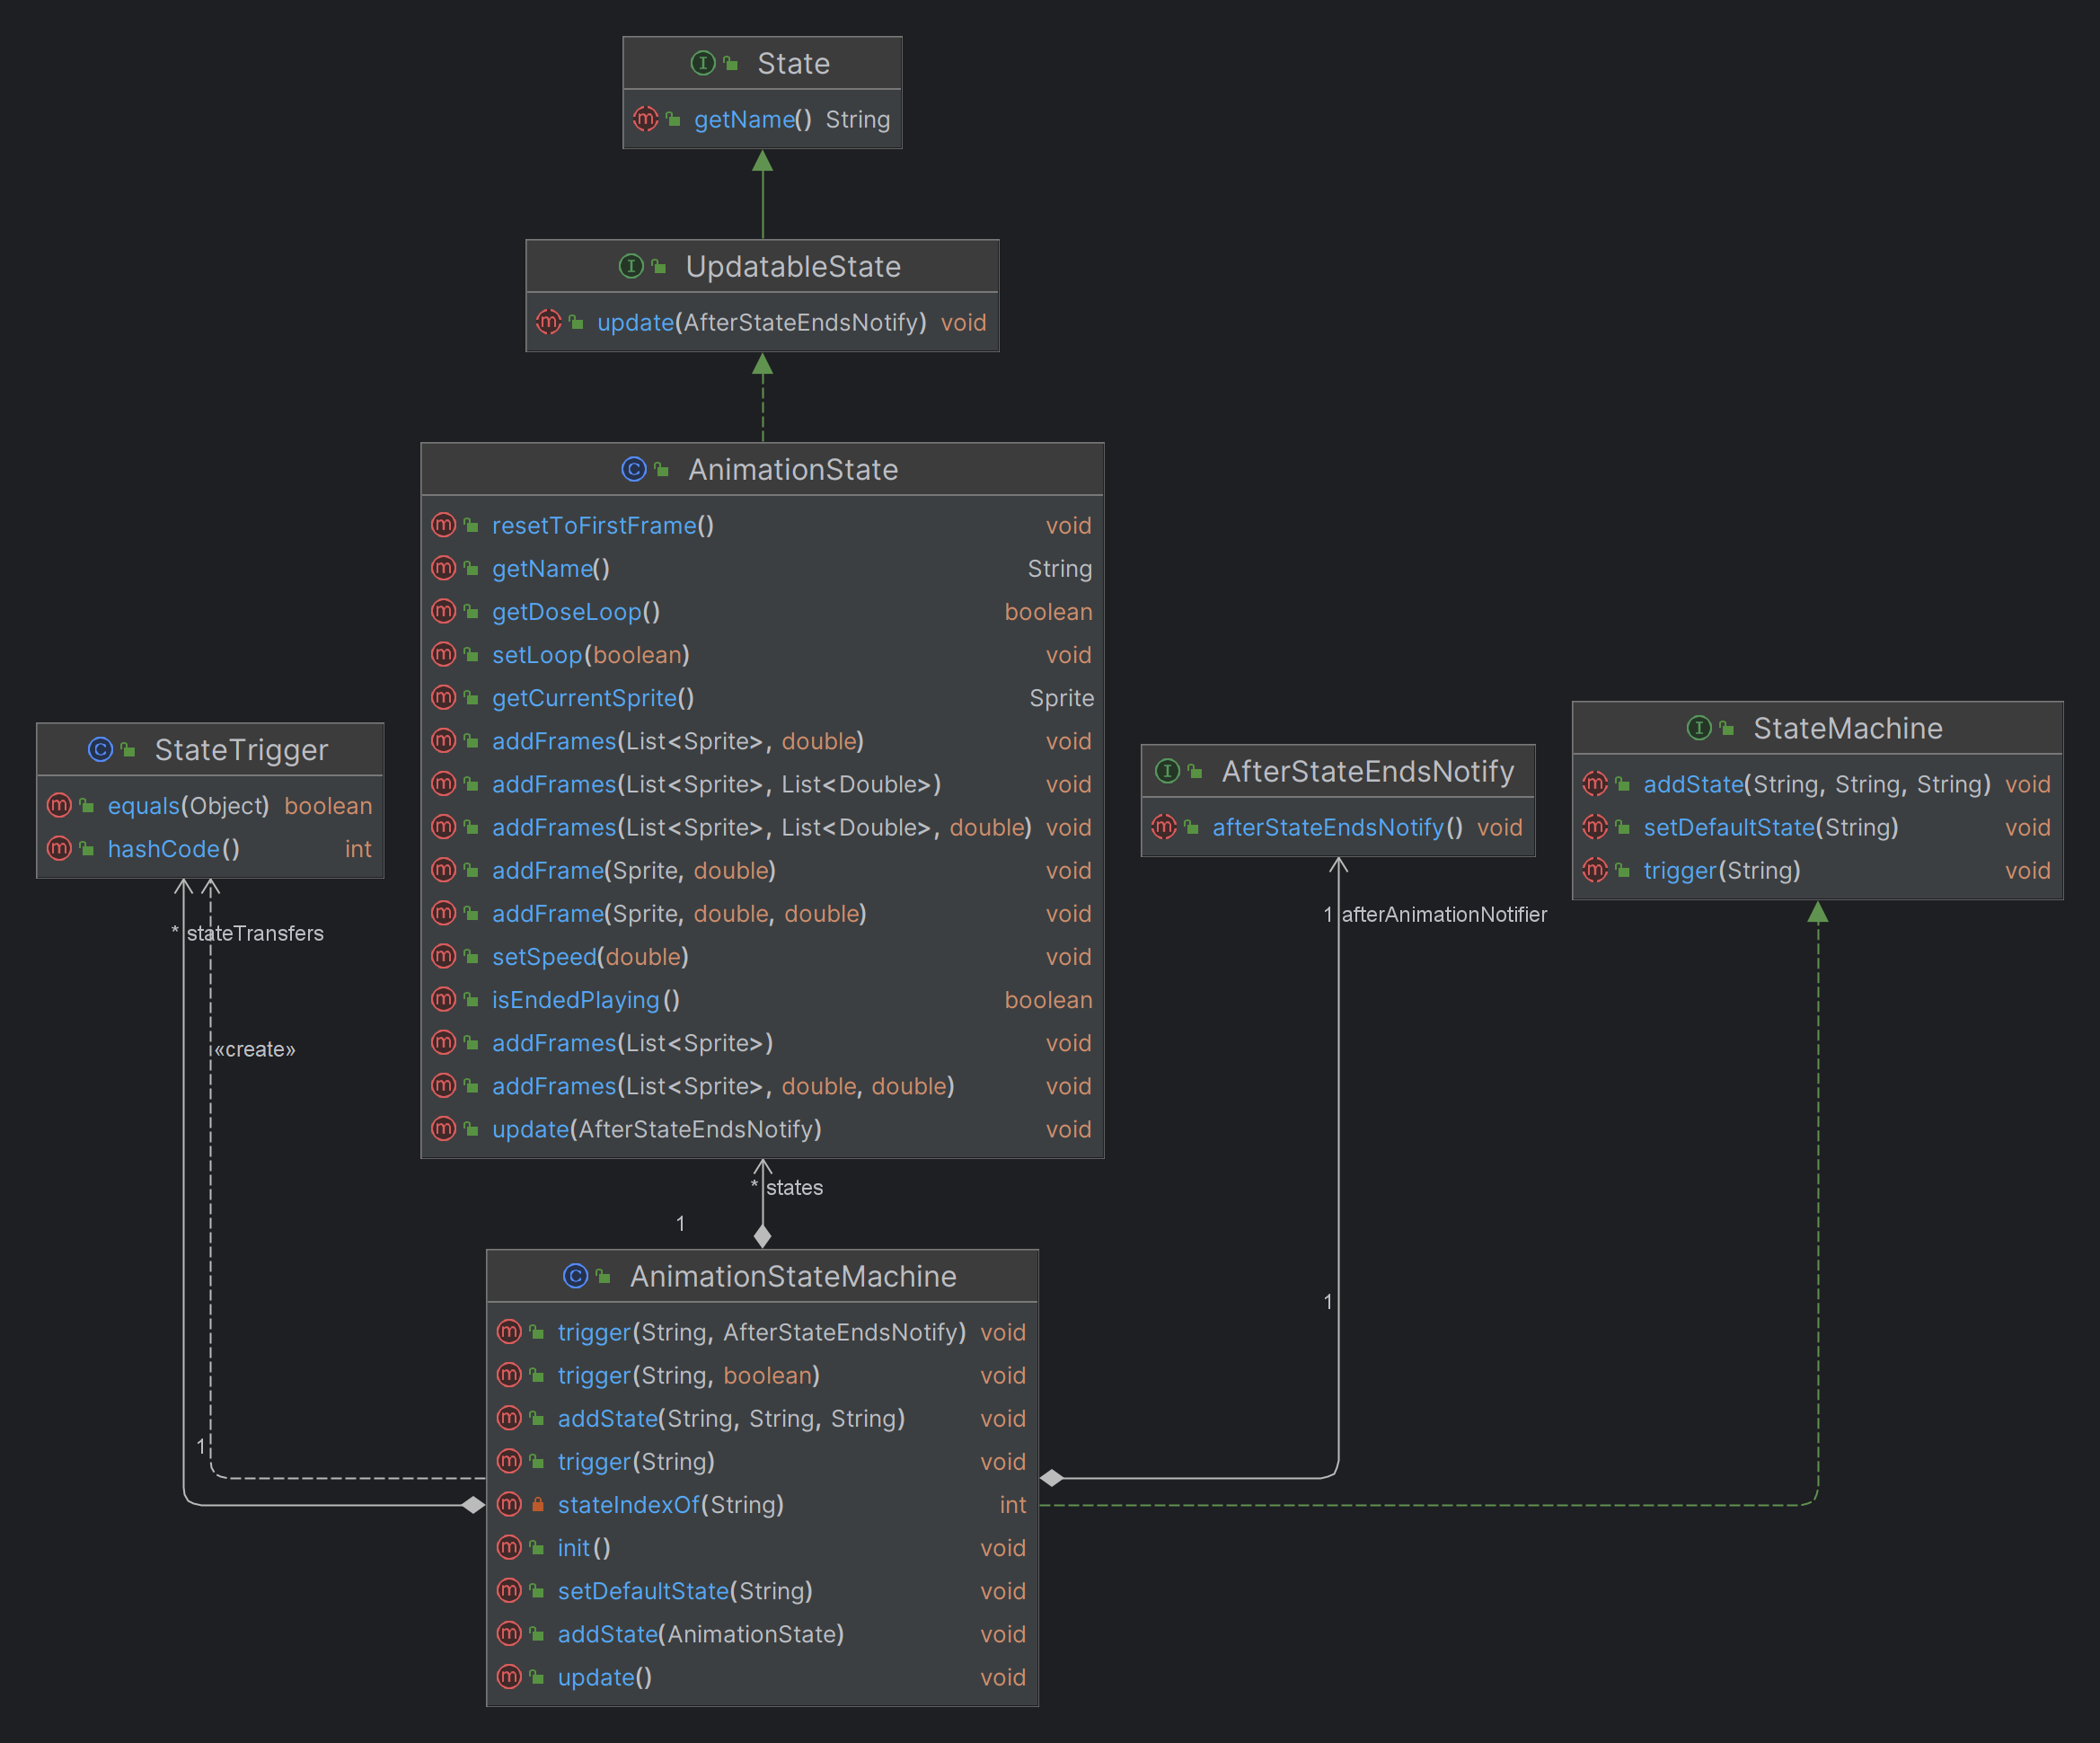 State
getName() String
UpdatableState
update(AfterStateEndsNotify) void
AnimationState
resetToFirstFrame() void
getName() String
getDoseLoop() boolean
setLoop(boolean) void
getCurrentSprite() Sprite
addFrames(List<Sprite>, double) void
addFrames(List<Sprite>, List<Double>) void
addFrames(List<Sprite>, List<Double>, double) void
addFrame(Sprite, double) void
addFrame(Sprite, double, double) void
setSpeed(double) void
isEndedPlaying() boolean
addFrames(List<Sprite>) void
addFrames(List<Sprite>, double, double) void
update(AfterStateEndsNotify) void
StateTrigger
equals(Object) boolean
hashCode() int
* stateTransfers
«create»
1
AfterStateEndsNotify
afterStateEndsNotify() void
1 afterAnimationNotifier
1
StateMachine
addState(String, String, String) void
setDefaultState(String) void
trigger(String) void
* states
1
AnimationStateMachine
trigger(String, AfterStateEndsNotify) void
trigger(String, boolean) void
addState(String, String, String) void
trigger(String) void
stateIndexOf(String) int
init() void
setDefaultState(String) void
addState(AnimationState) void
update() void